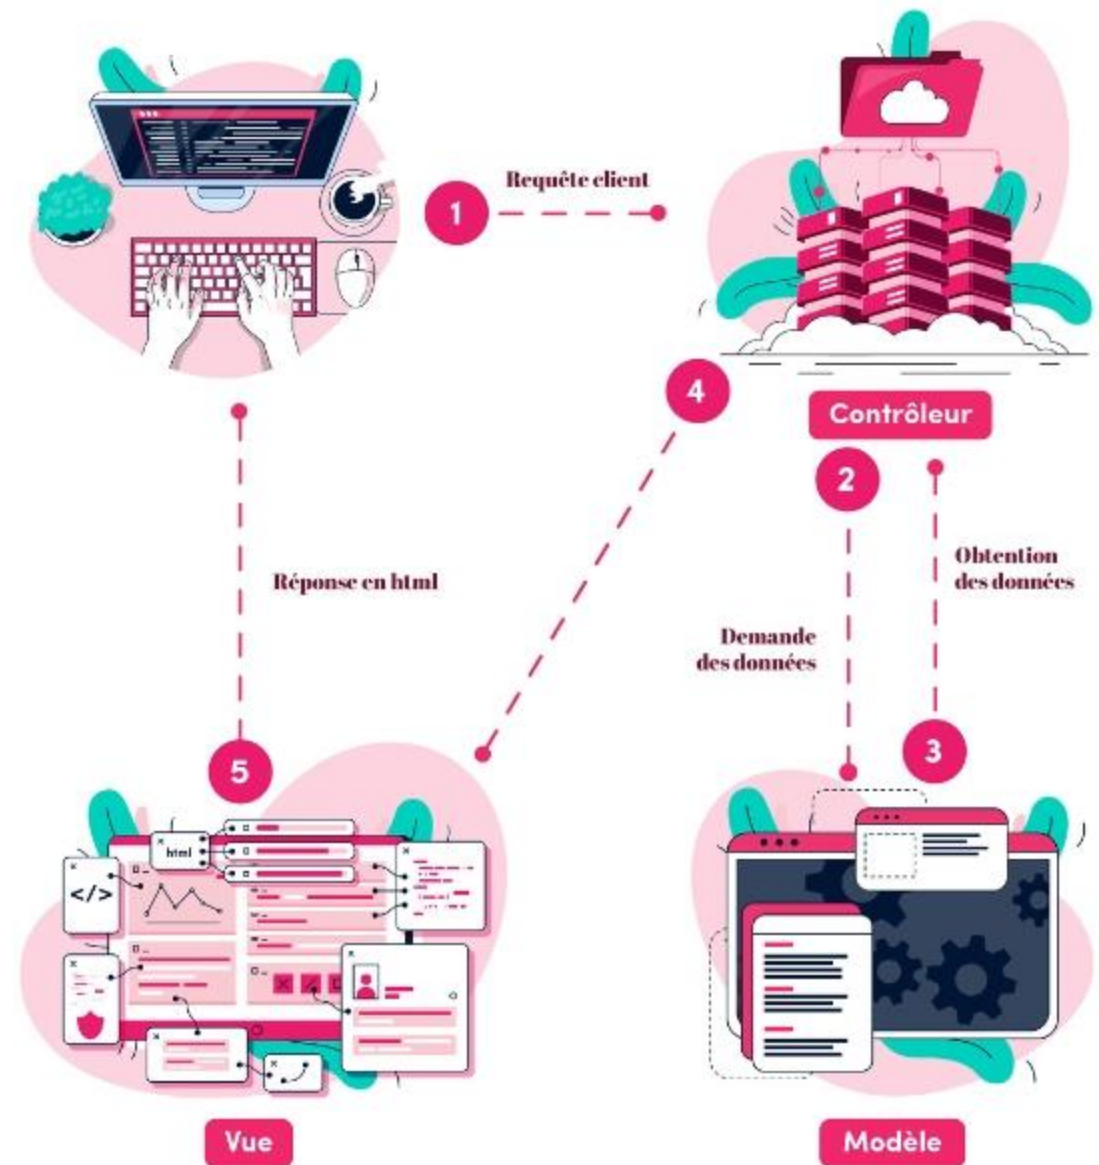 1
Requête client
4
Contrôleur
2
Obtention
des données
Réponse en html
Demande
des données
3
5
html
</>
Vue
Modèle